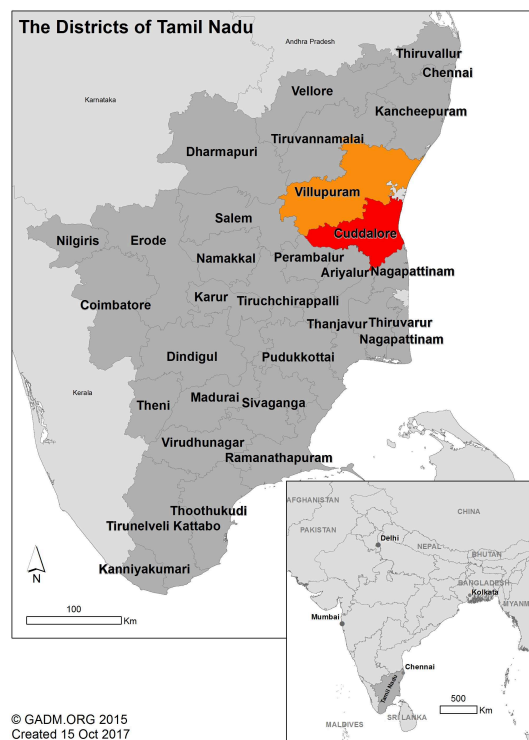 The Districts of Tamil Nadu
Andhra Pradesh
Thiruvallur
Chennai
Karnataka
Vellore
Kancheepuram
Tiruvannamalai
Dharmapuri
Villupuram
Salem
Cuddalore
Nilgiris
Erode
Namakkal
Perambalur
Ariyalur
Nagapattinam
Coimbatore
Karur
Tiruchchirappalli
Thanjavur
Thiruvarur
Nagapattinam
Dindigul
Pudukkottai
Kerala
Theni
Madurai
Sivaganga
Virudhunagar
Ramanathapuram
Thoothukudi
Tirunelveli Kattabo
Kanniyakumari
N
100
Km
AFGHANISTAN
CHINA
PAKISTAN
Delhi
NEPAL
BHUTAN
BANGLADESH
Kolkata
MYANM
Mumbai
Chennai
Tamil Nadu
500
Km
MALDIVES
SRI LANKA
© GADM.ORG 2015
Created 15 Oct 2017